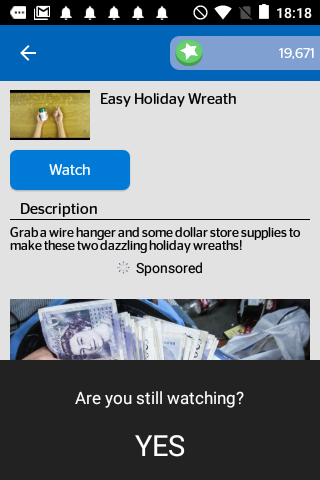 18:18
19,671
Easy Holiday Wreath
Watch
Description
Grab a wire hanger and some dollar store supplies to
make these two dazzling holiday wreaths!
Sponsored
Are you still watching?
YES